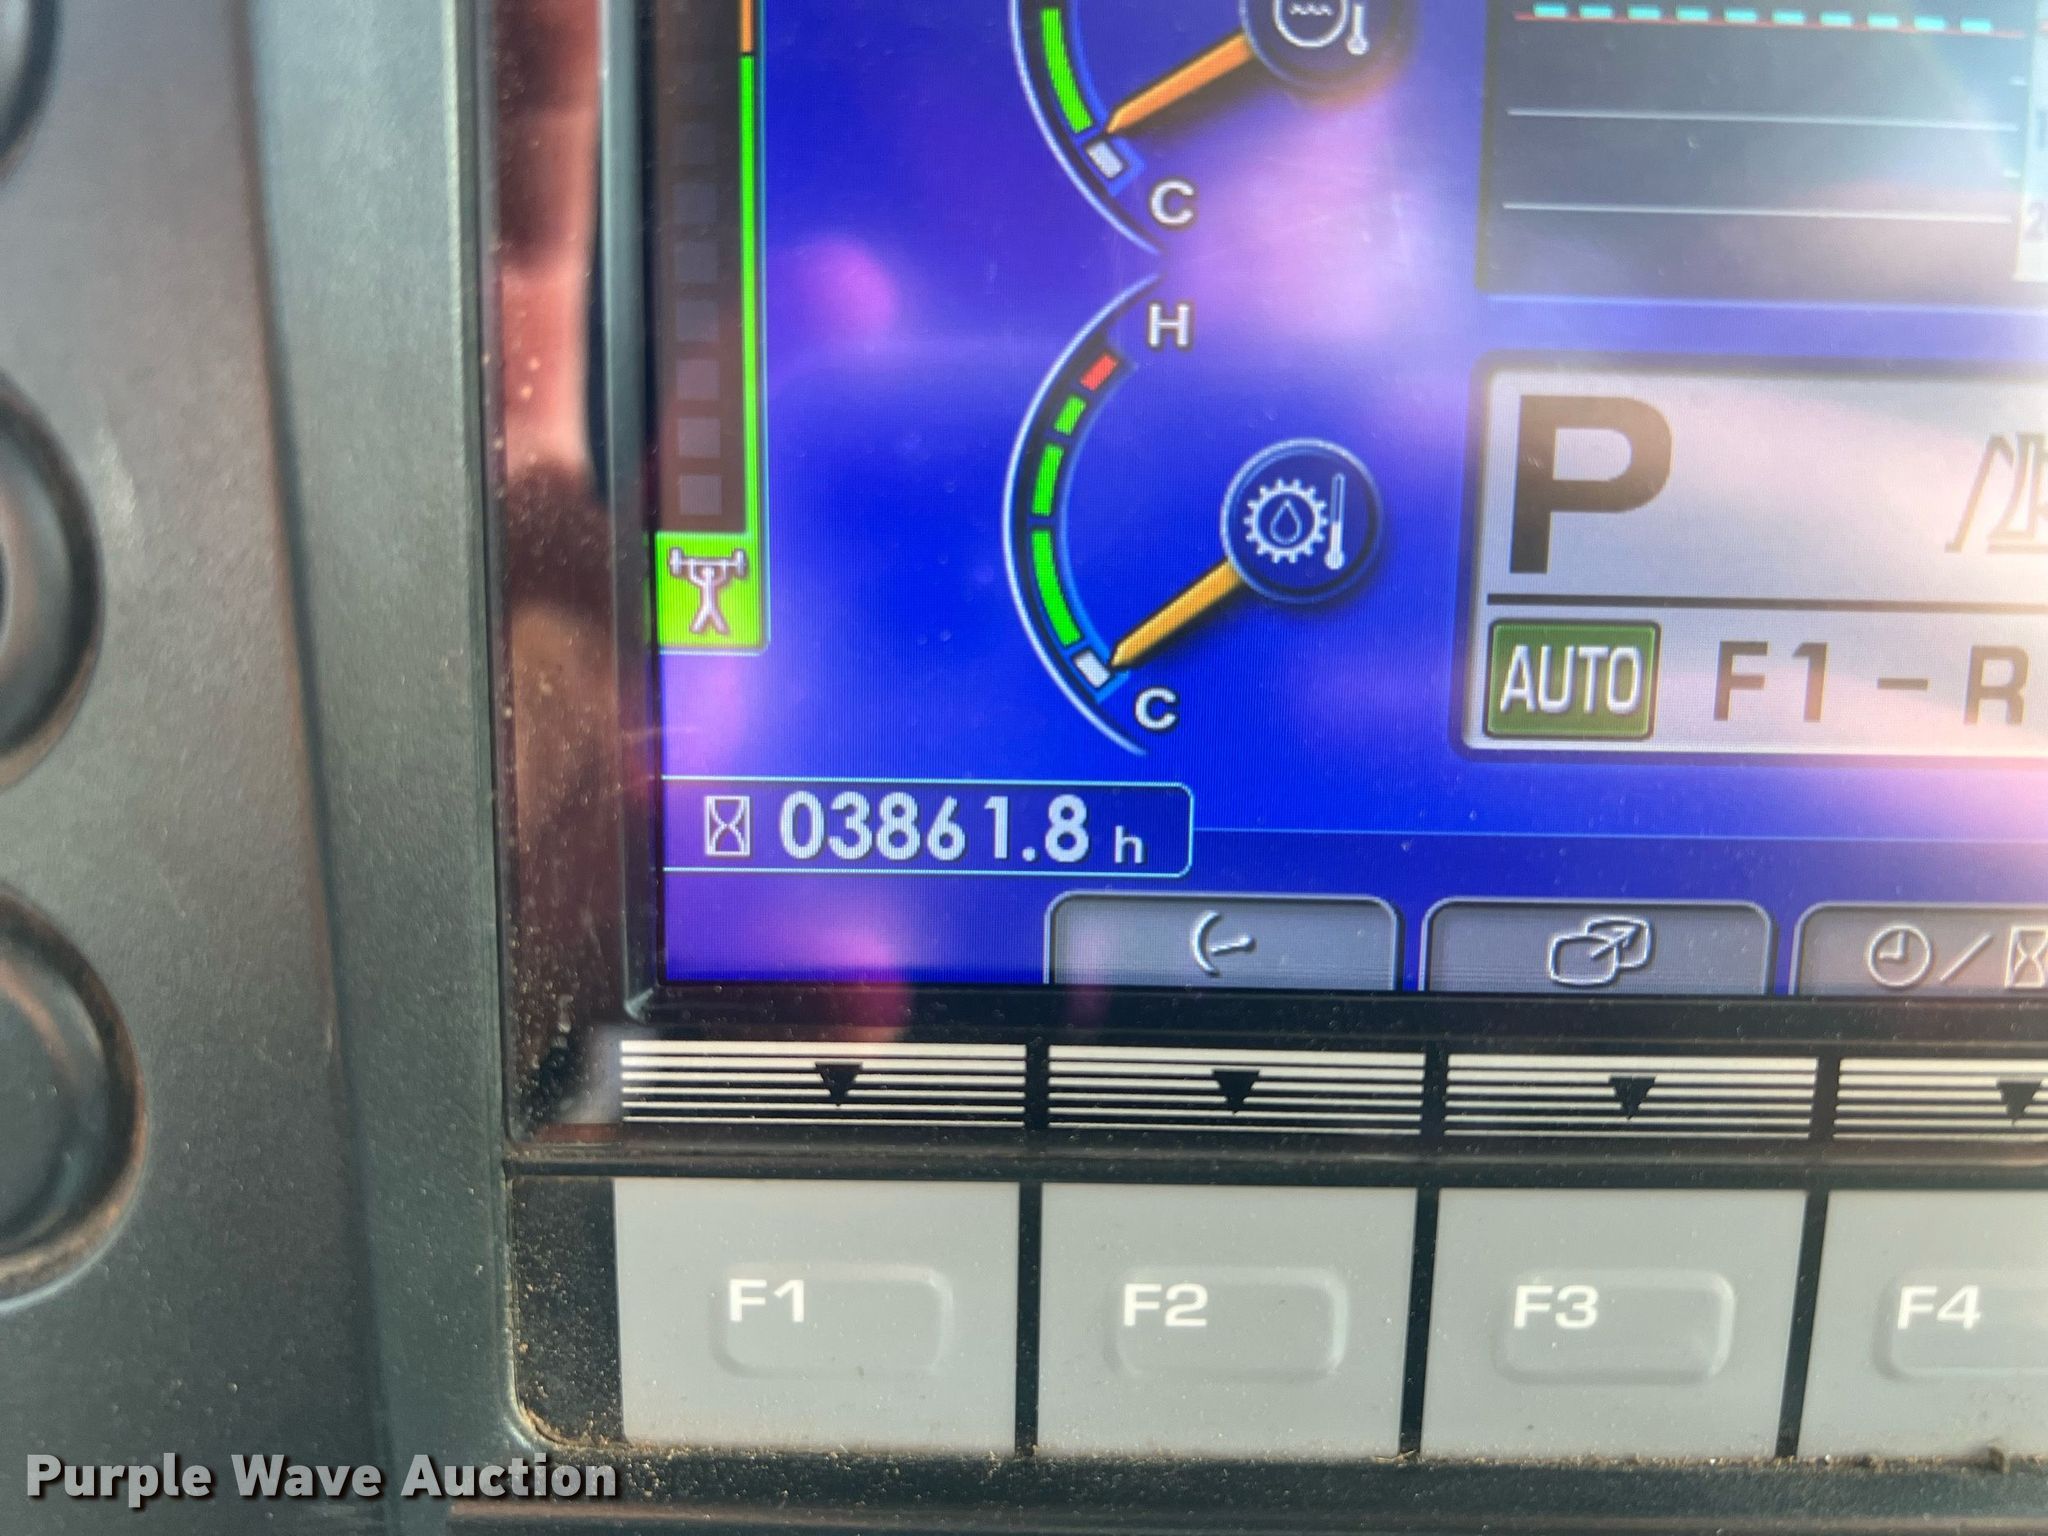 C
H
P
AUTO F1-R
C
03861.8 h
F1 F2 F3 F4
Purple Wave Auction